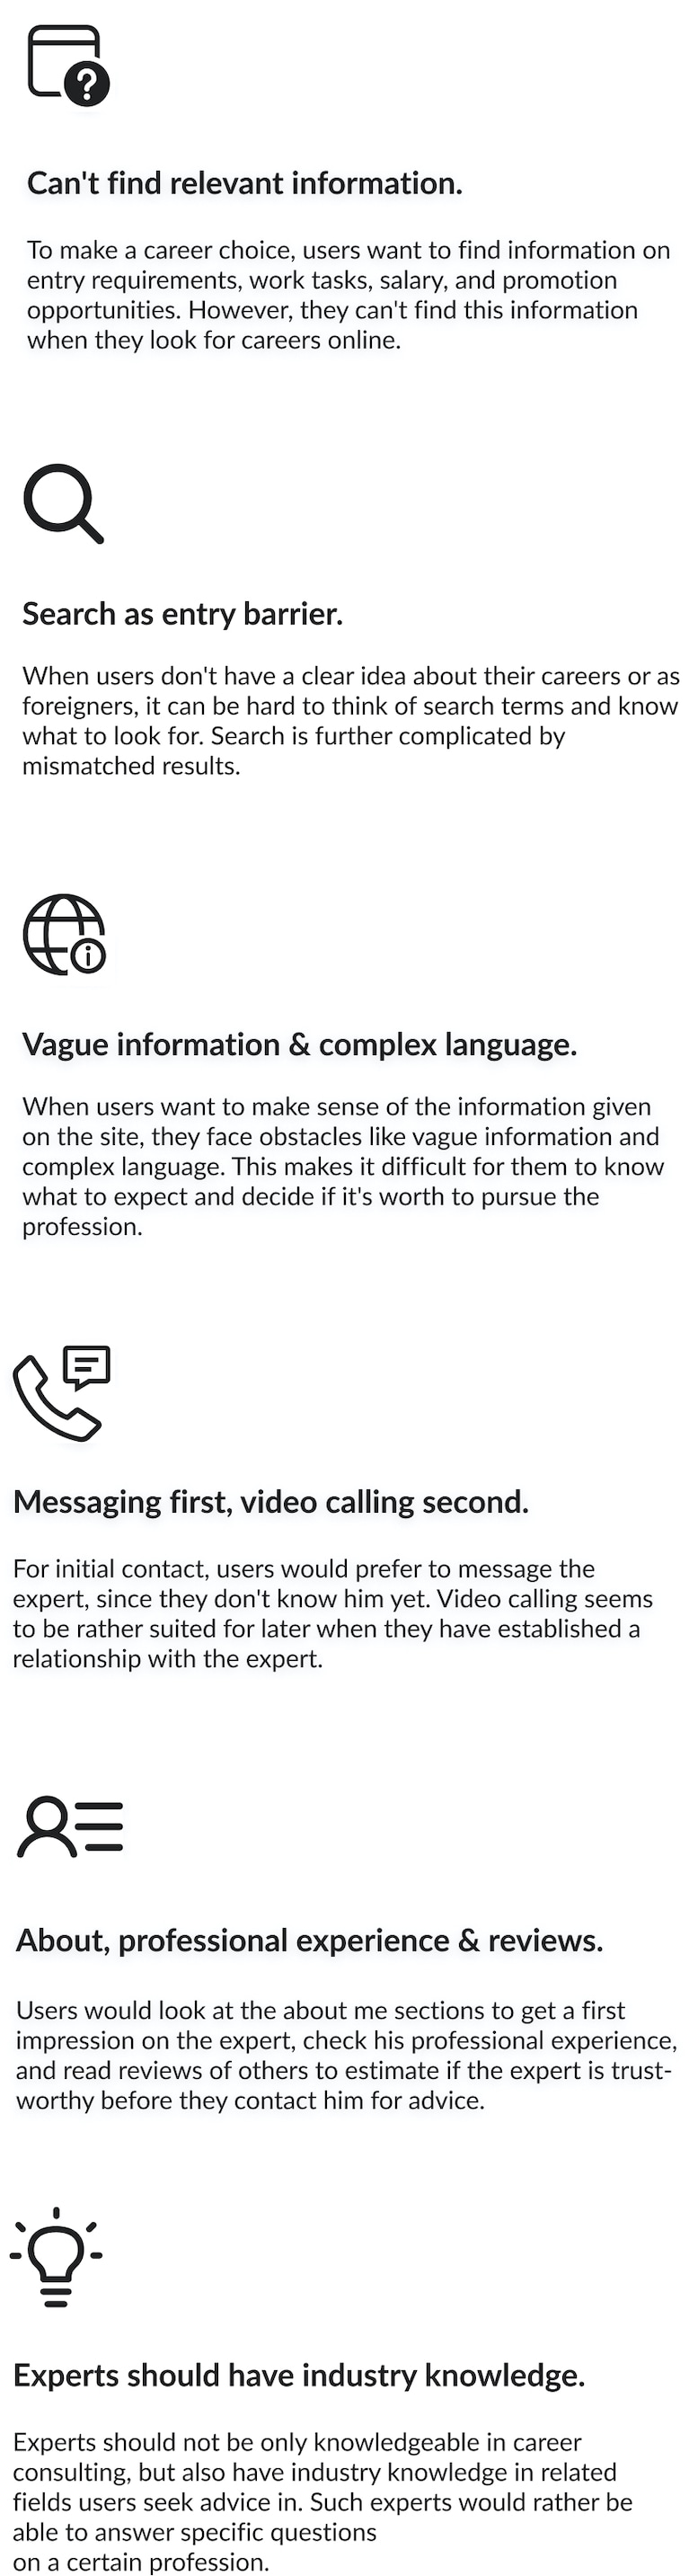 Can't find relevant information.
To make a career choice, users want to find information on
entry requirements, work tasks, salary, and promotion
opportunities. However, they can't find this information
when they look for careers online.
Search as entry barrier.
When users don't have a clear idea about their careers or as
foreigners, it can be hard to think of search terms and know
what to look for. Search is further complicated by
mismatched results.
Vague information & complex language.
When users want to make sense of the information given
on the site, they face obstacles like vague information and
complex language. This makes it difficult for them to know
what to expect and decide if it's worth to pursue the
profession.
Messaging first, video calling second.
For initial contact, users would prefer to message the
expert, since they don't know him yet. Video calling seems
to be rather suited for later when they have established a
relationship with the expert.
About, professional experience & reviews.
Users would look at the about me sections to get a first
impression on the expert, check his professional experience,
and read reviews of others to estimate if the expert is trust-
worthy before they contact him for advice.
Experts should have industry knowledge.
Experts should not be only knowledgeable in career
consulting, but also have industry knowledge in related
fields users seek advice in. Such experts would rather be
able to answer specific questions
on a certain profession.